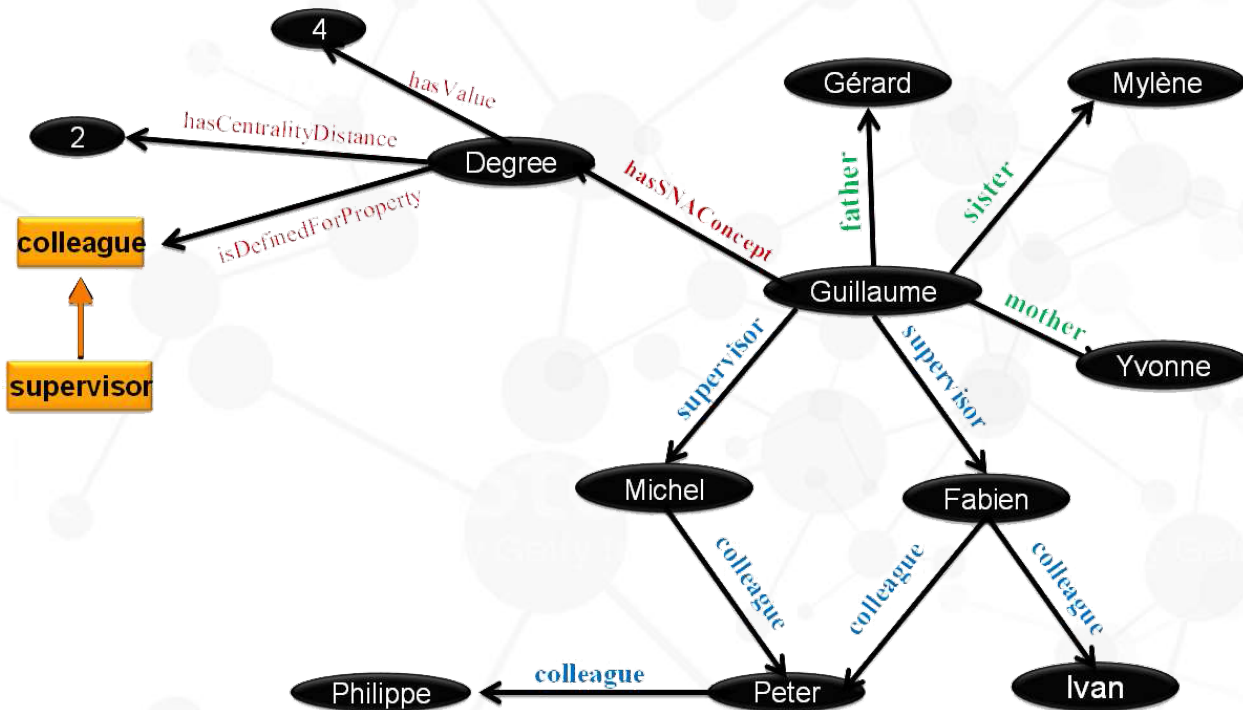 4
hasValue
Gérard
Mylène
2
hasCentralityDistance
Degree
hasSNAConcept
father
sister
colleague
isDefinedForProperty
Guillaume
mother
supervisor
supervisor
supervisor
Yvonne
Michel
Fabien
colleague
colleague
colleague
colleague
Philippe
Peter
Ivan